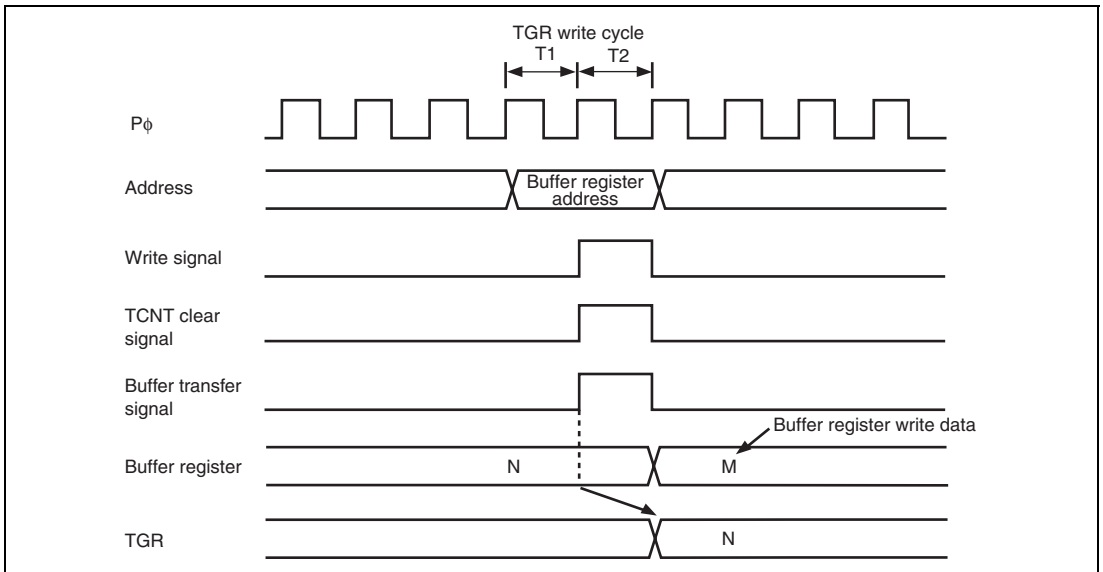 TGR write cycle
T1 T2
Pϕ
Address
Buffer register
address
Write signal
TCNT clear
signal
Buffer transfer
signal
Buffer register write data
Buffer register
N M
TGR
N